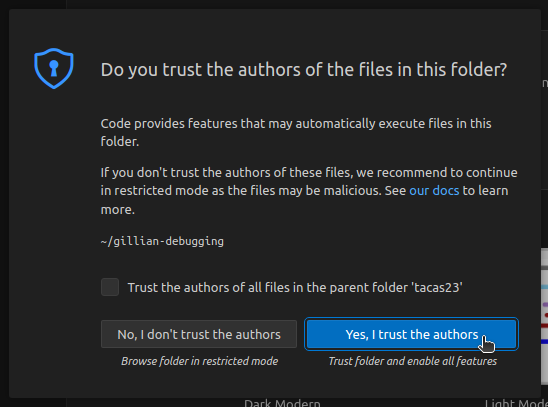 Do you trust the authors of the files in this folder?
Code provides features that may automatically execute files in this
folder.
If you don't trust the authors of these files, we recommend to continue
in restricted mode as the files may be malicious. See our docs to learn
more.
~/gillian-debugging
Trust the authors of all files in the parent folder 'tacas23'
No, I don't trust the authors
Yes, I trust the authors
Browse folder in restricted mode
Trust folder and enable all features
Dark Modern
Light Mode